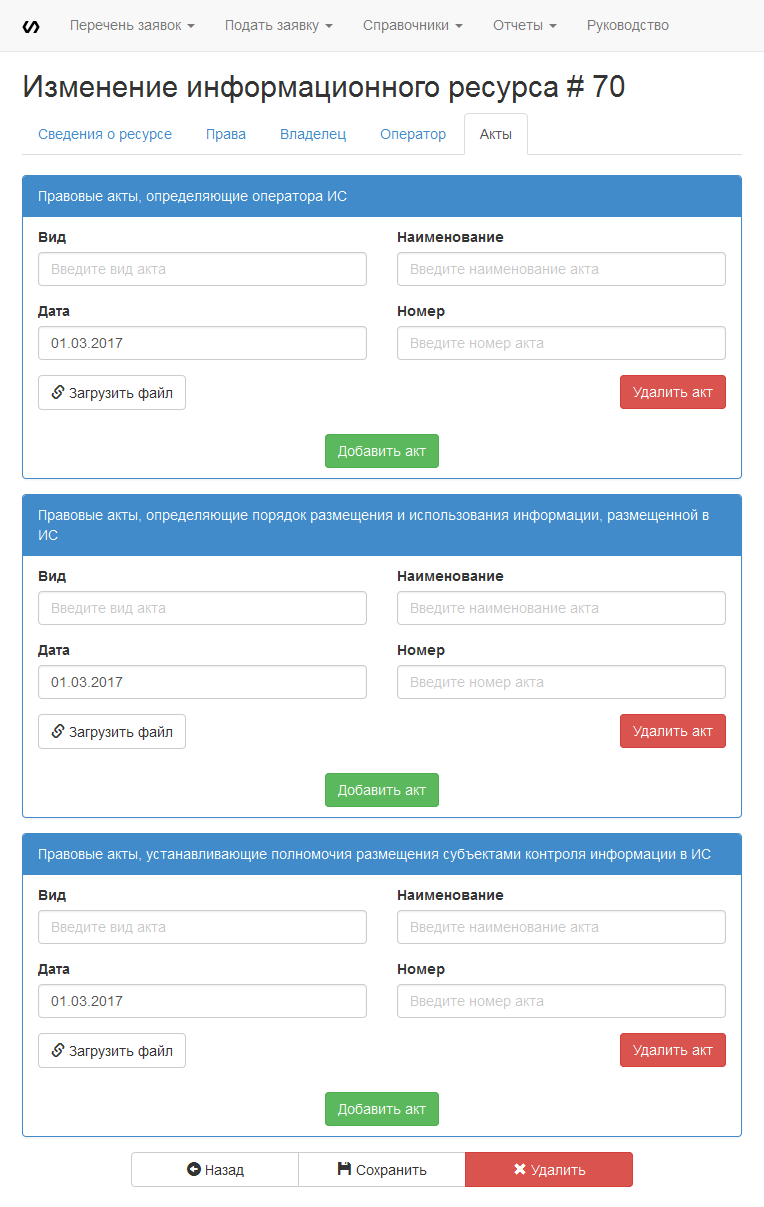 Перечень заявок Подать заявку Справочники Отчеты Руководство
Изменение информационного ресурса # 70
Сведения о ресурсе Права Владелец Оператор Акты
Правовые акты, определяющие оператора ИС
Вид Наименование
Введите вид акта Введите наименование акта
Дата Номер
01.03.2017 Введите номер акта
Загрузить файл Удалить акт
Добавить акт
Правовые акты, определяющие порядок размещения и использования информации, размещенной в
ИС
Вид Наименование
Введите вид акта Введите наименование акта
Дата Номер
01.03.2017 Введите номер акта
Загрузить файл Удалить акт
Добавить акт
Правовые акты, устанавливающие полномочия размещения субъектами контроля информации в ИС
Вид Наименование
Введите вид акта Введите наименование акта
Дата Номер
01.03.2017 Введите номер акта
Загрузить файл Удалить акт
Добавить акт
Назад Сохранить Удалить